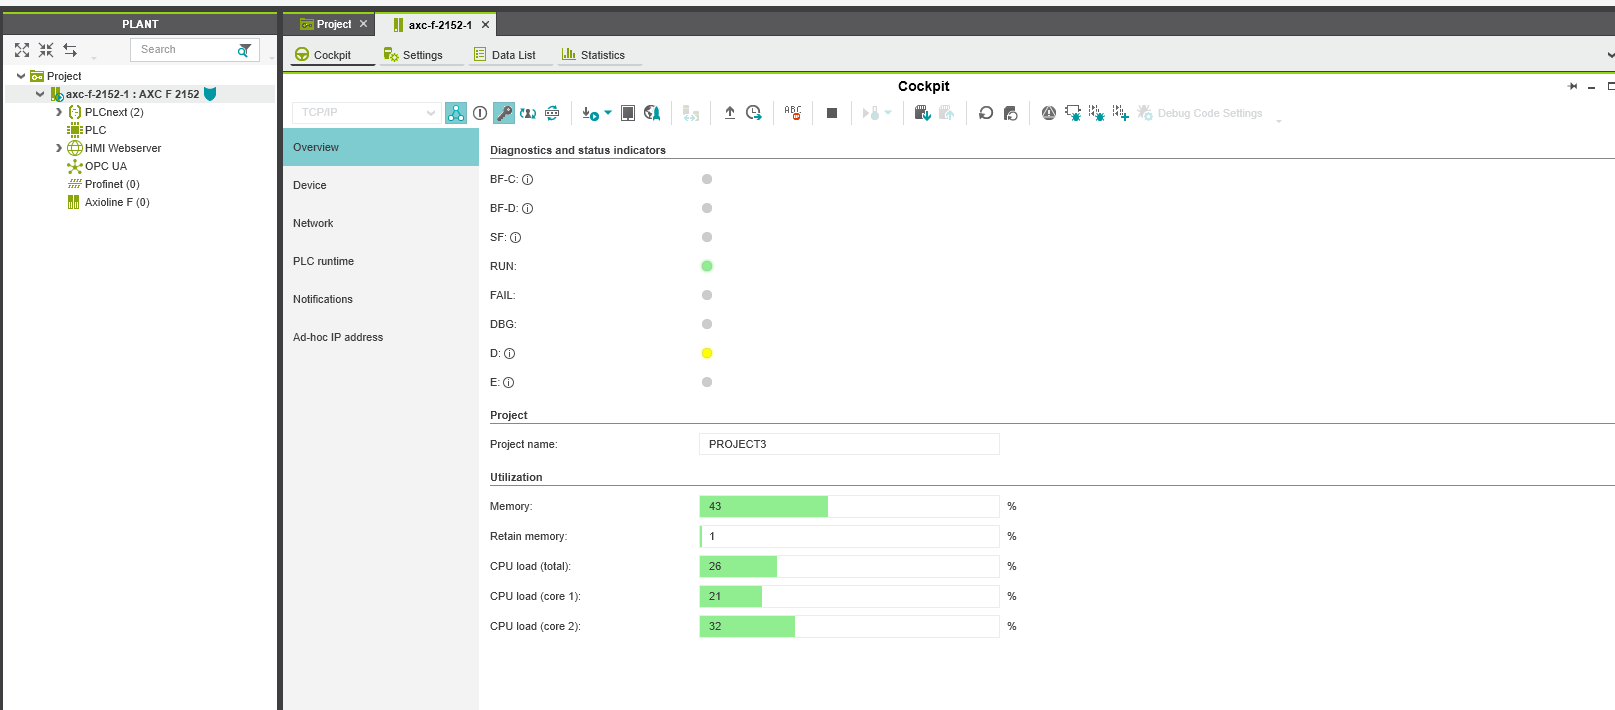 PLANT
Project
axc-f-2152-1
Search
Cockpit
Settings
Data List
Statistics
Project
axc-f-2152-1 : AXC F 2152
PLCnext (2)
PLC
HMI Webserver
OPC UA
Profinet (0)
Axioline F (0)
Cockpit
TCP/IP
ABC
Debug Code Settings
Overview
Device
Network
PLC runtime
Notifications
Ad-hoc IP address
Diagnostics and status indicators
BF-C:
BF-D:
SF:
RUN:
FAIL:
DBG:
D:
E:
Project
Project name: PROJECT3
Utilization
Memory: 43 %
Retain memory: 1 %
CPU load (total): 26 %
CPU load (core 1): 21 %
CPU load (core 2): 32 %